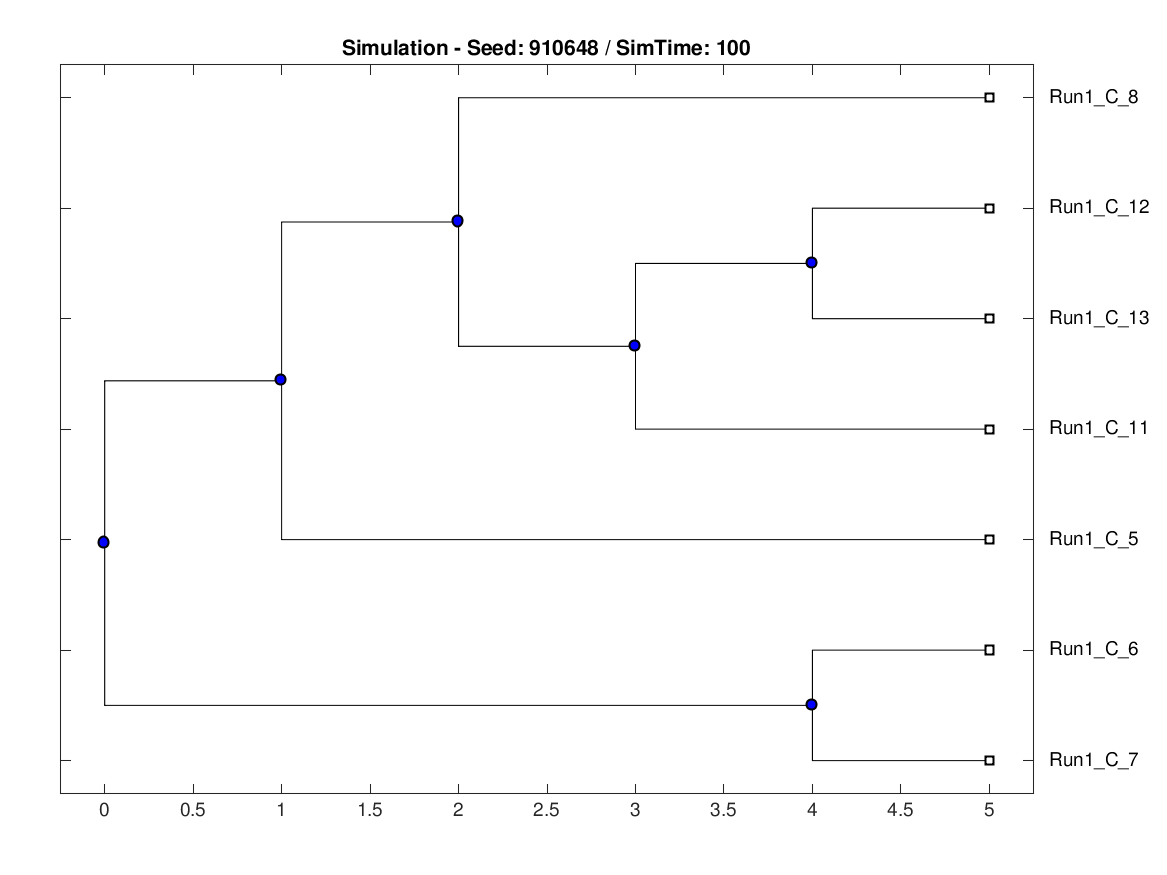 Simulation - Seed: 910648 / SimTime: 100
Run1_C_8
Run1_C_12
Run1_C_13
Run1_C_11
Run1_C_5
Run1_C_6
Run1_C_7
0 0.5 1 1.5 2 2.5 3 3.5 4 4.5 5